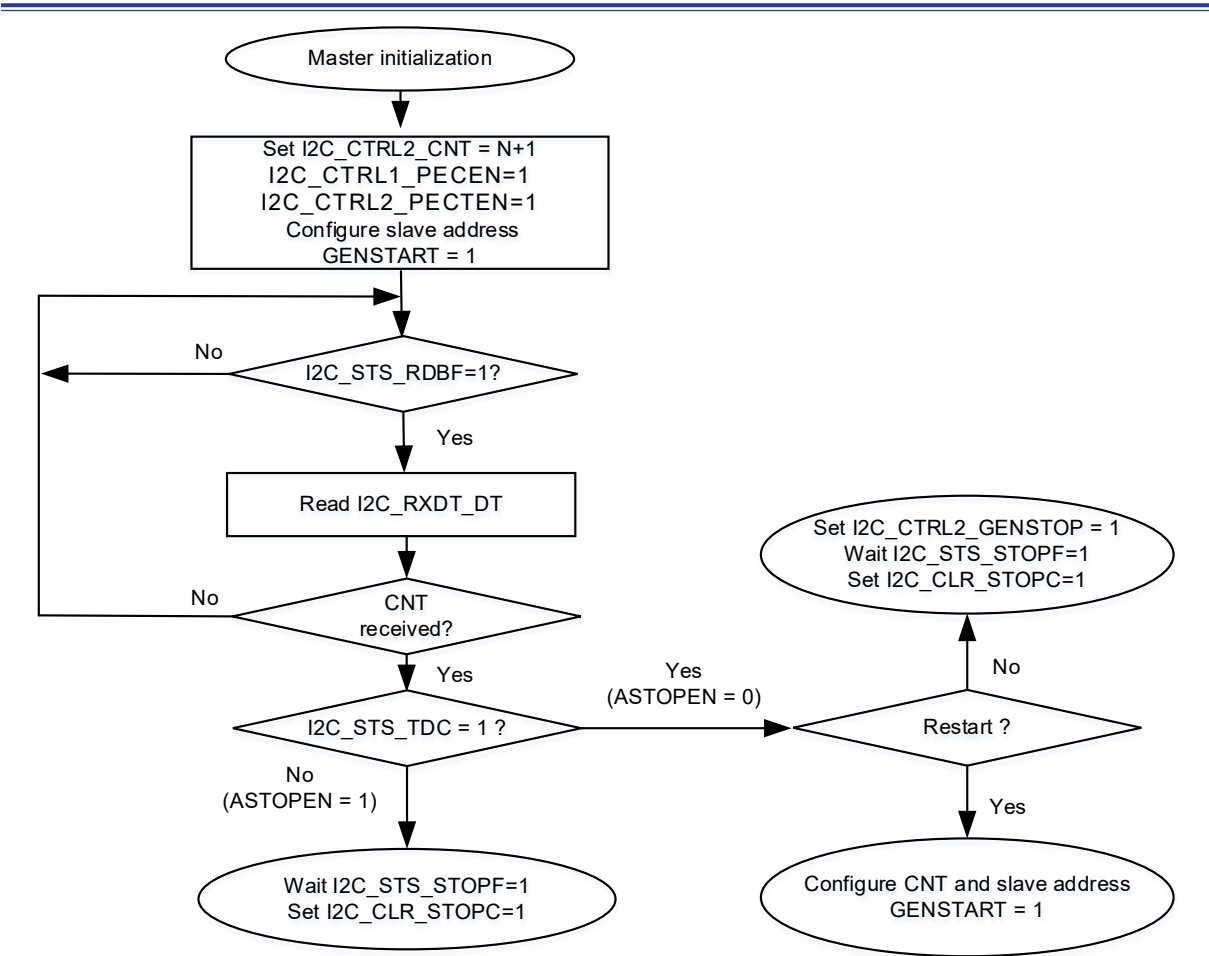 Master initialization
Set I2C_CTRL2_CNT = N+1
I2C_CTRL1_PECEN=1
I2C_CTRL2_PECTEN=1
Configure slave address
GENSTART = 1
No
I2C_STS_RDBF=1?
Yes
Read I2C_RXDT_DT
No
CNT
received?
Yes
I2C_STS_TDC = 1 ?
Yes
(ASTOPEN = 0)
No
(ASTOPEN = 1)
Wait I2C_STS_STOPF=1
Set I2C_CLR_STOPC=1
Set I2C_CTRL2_GENSTOP = 1
Wait I2C_STS_STOPF=1
Set I2C_CLR_STOPC=1
No
Restart ?
Yes
Configure CNT and slave address
GENSTART = 1